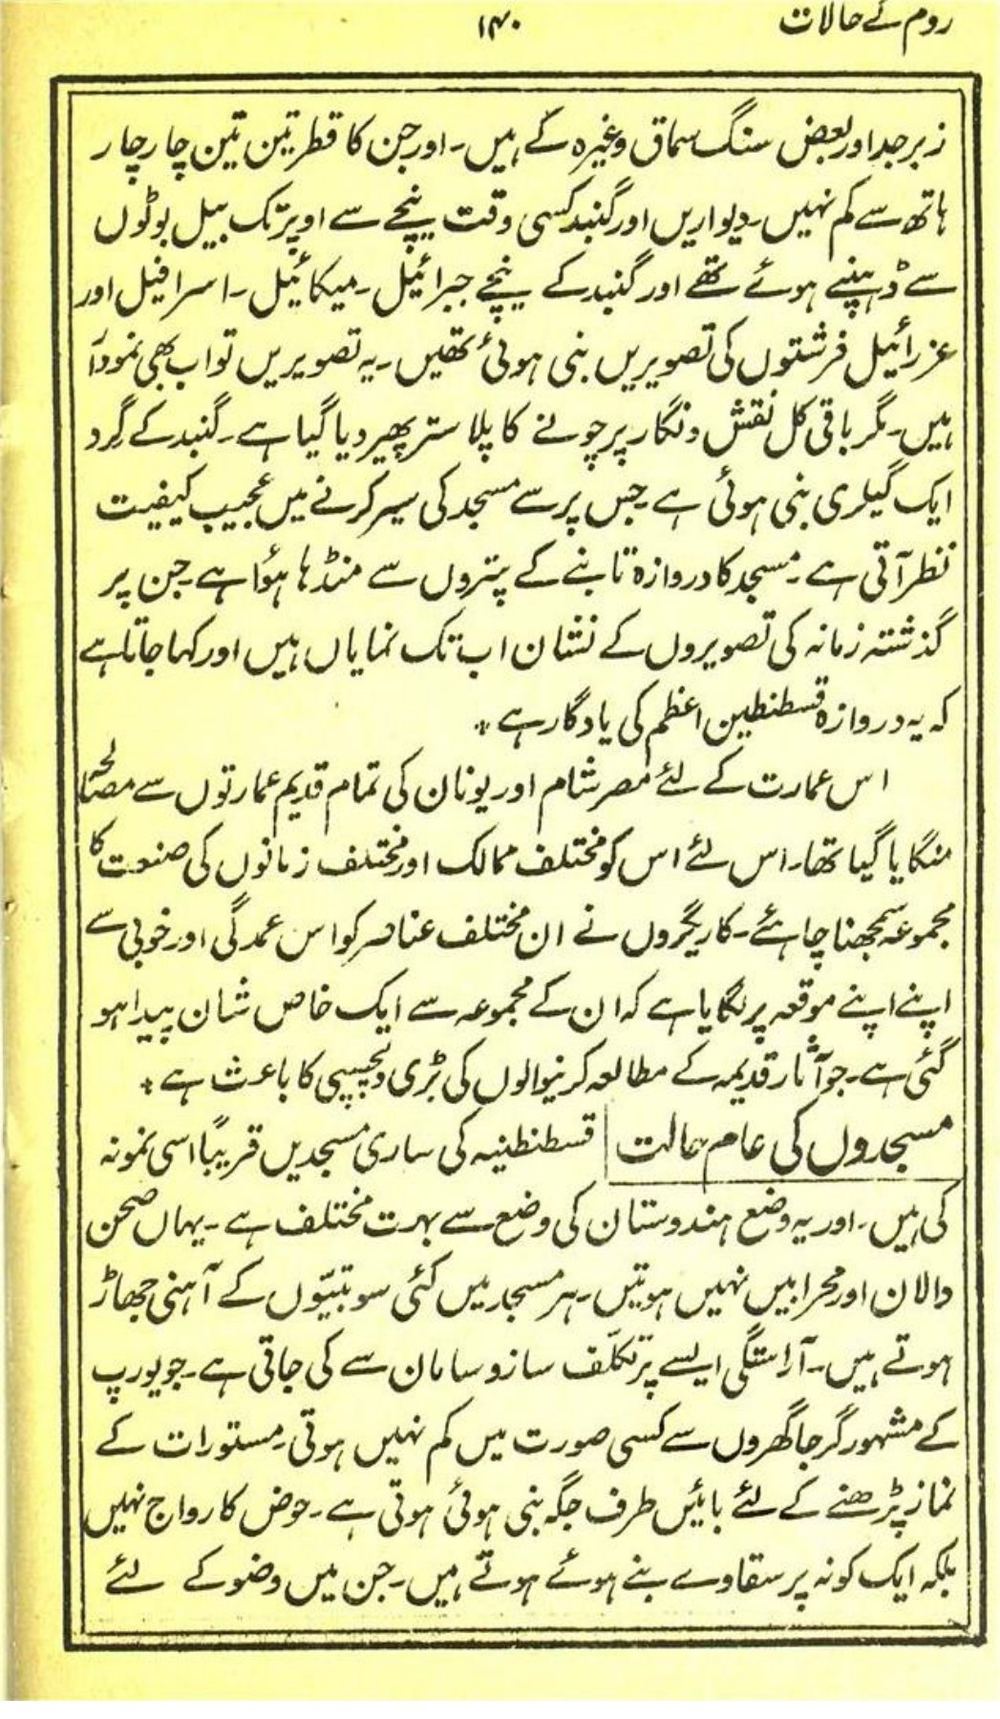 روم کے حالات
۱۴۰
زبرجد اور بعض سنگ سماق وغیرہ کے ہیں۔ اور جن کا قطر تین تین چار چار
ہاتھ سے کم نہیں۔ دیواریں اور گنبد کسی وقت نیچے سے اوپر تک بیل بوٹوں
سے ڈہپنے ہوئے تھے اور گنبد کے نیچے جبرائیل۔ میکائیل۔ اسرافیل اور
عزرائیل فرشتوں کی تصویریں بنی ہوئی تھیں۔ یہ تصویریں تو اب بھی نمودار
ہیں۔ مگر باقی کل نقش و نگار پر چونے کا پلاستر پھیر دیا گیا ہے۔ گنبد کے گرد
ایک گیلری بنی ہوئی ہے جس پر سے مسجد کی سیر کرنے میں عجیب کیفیت
نظر آتی ہے۔ مسجد کا دروازہ تانبے کے پتروں سے منڈہا ہؤا ہے جن پر
گذشتہ زمانہ کی تصویروں کے نشان اب تک نمایاں ہیں اور کہا جاتا ہے
کہ یہ دروازہ قسطنطین اعظم کی یادگار ہے *
اس عمارت کے لئے مصر شام اور یونان کی تمام قدیم عمارتوں سے مصالحا
منگایا گیا تھا۔ اس لئے اس کو مختلف ممالک اور مختلف زمانوں کی صنعت کا
مجموعہ سمجھنا چاہئے۔ کاریگروں نے ان مختلف عناصر کو اس عمدگی اور خوبی سے
اپنے اپنے موقعہ پر لگایا ہے کہ ان کے مجموعہ سے ایک خاص شان پیدا ہو
گئی ہے۔ جو آثار قدیمہ کے مطالعہ کرنیوالوں کی بڑی دلچسپی کا باعث ہے *
مسجدوں کی عام حالت | قسطنطنیہ کی ساری مسجدیں قریباً اسی نمونہ
کی ہیں۔ اور یہ وضع ہندوستان کی وضع سے بہت مختلف ہے۔ یہاں صحن
دالان اور محرابیں نہیں ہوتیں۔ ہر مسجد میں کئی سو بتیّوں کے آہنی جھاڑ
ہوتے ہیں۔ آراستگی ایسے پرتکلّف سازوسامان سے کی جاتی ہے۔ جو یورپ
کے مشہور گرجا گھروں سے کسی صورت میں کم نہیں ہوتی۔ مستورات کے
نماز پڑھنے کے لئے بائیں طرف جگہ بنی ہوئی ہوتی ہے۔ حوض کا رواج نہیں
بلکہ ایک کونہ پر سقاوے بنے ہوئے ہوتے ہیں۔ جن میں وضو کے لئے